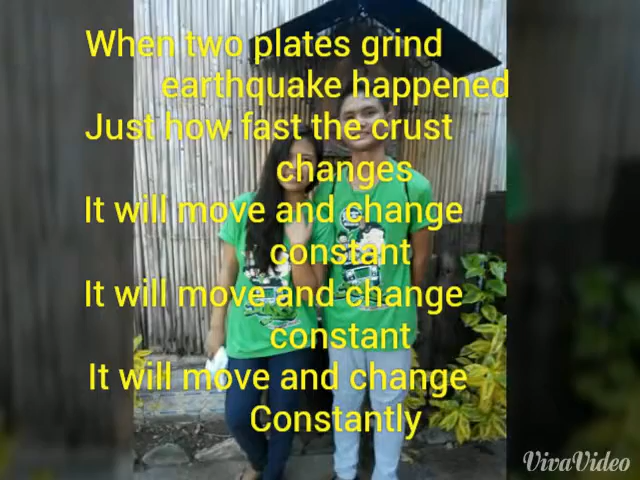 When two plates grind
earthquake happened
Just how fast the crust
changes
It will move and change
constant
It will move and change
constant
It will move and change
Constantly
VivaVideo